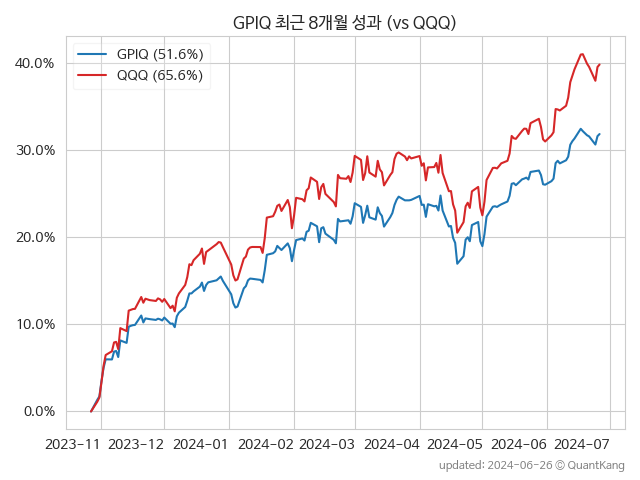 GPIQ 최근 8개월 성과 (vs QQQ)
GPIQ (51.6%)
QQQ (65.6%)
40.0%
30.0%
20.0%
10.0%
0.0%
2023-11 2023-12 2024-01 2024-02 2024-03 2024-04 2024-05 2024-06 2024-07
updated: 2024-06-26 © QuantKang